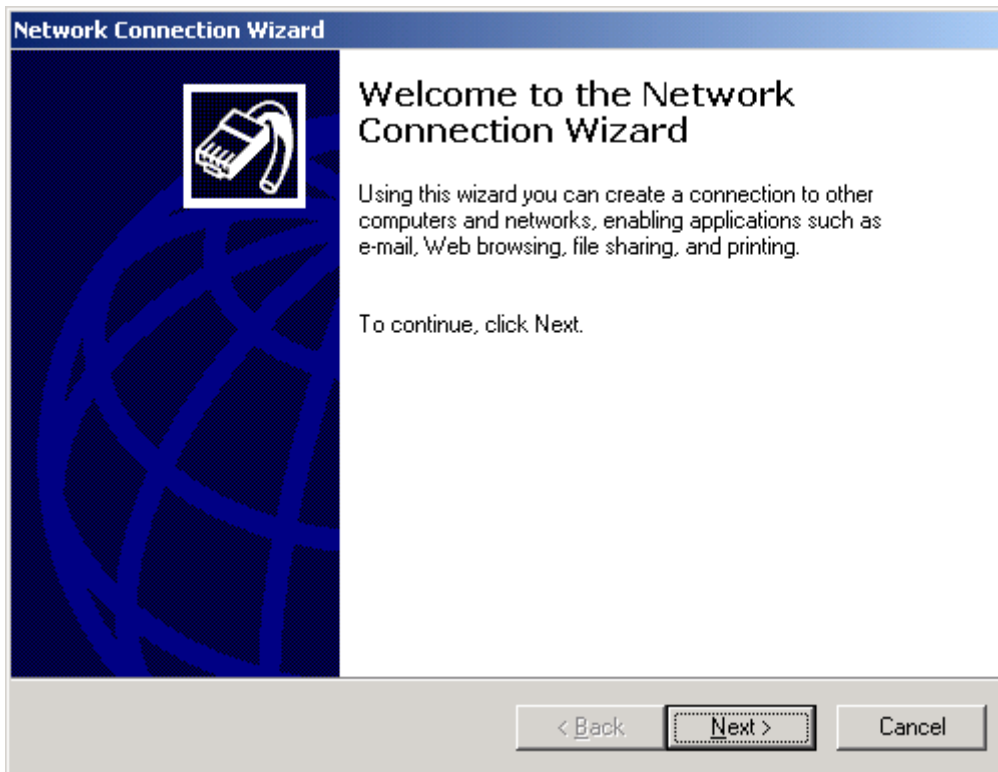 Network Connection Wizard
Welcome to the Network
Connection Wizard
Using this wizard you can create a connection to other
computers and networks, enabling applications such as
e-mail, Web browsing, file sharing, and printing.
To continue, click Next.
< Back
Next >
Cancel